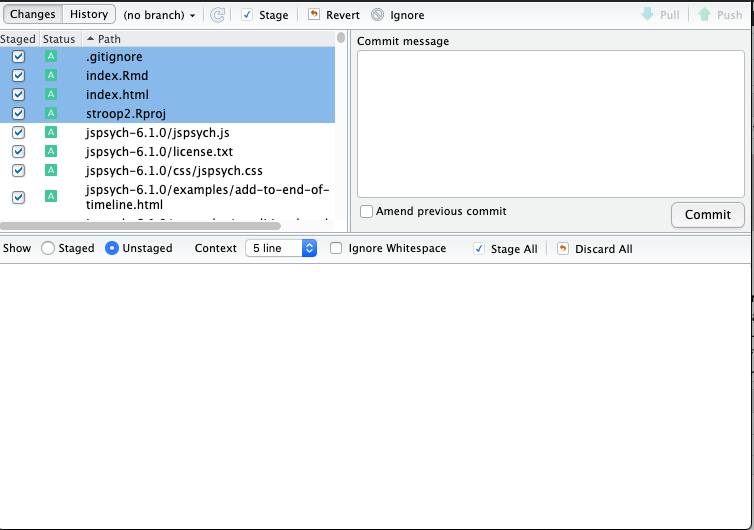 Changes History (no branch) Stage Revert Ignore Pull Push
Staged Status Path
A .gitignore
A index.Rmd
A index.html
A stroop2.Rproj
A jspsych-6.1.0/jspsych.js
A jspsych-6.1.0/license.txt
A jspsych-6.1.0/css/jspsych.css
A jspsych-6.1.0/examples/add-to-end-of-
timeline.html
Commit message
Amend previous commit Commit
Show Staged Unstaged Context 5 line Ignore Whitespace Stage All Discard All